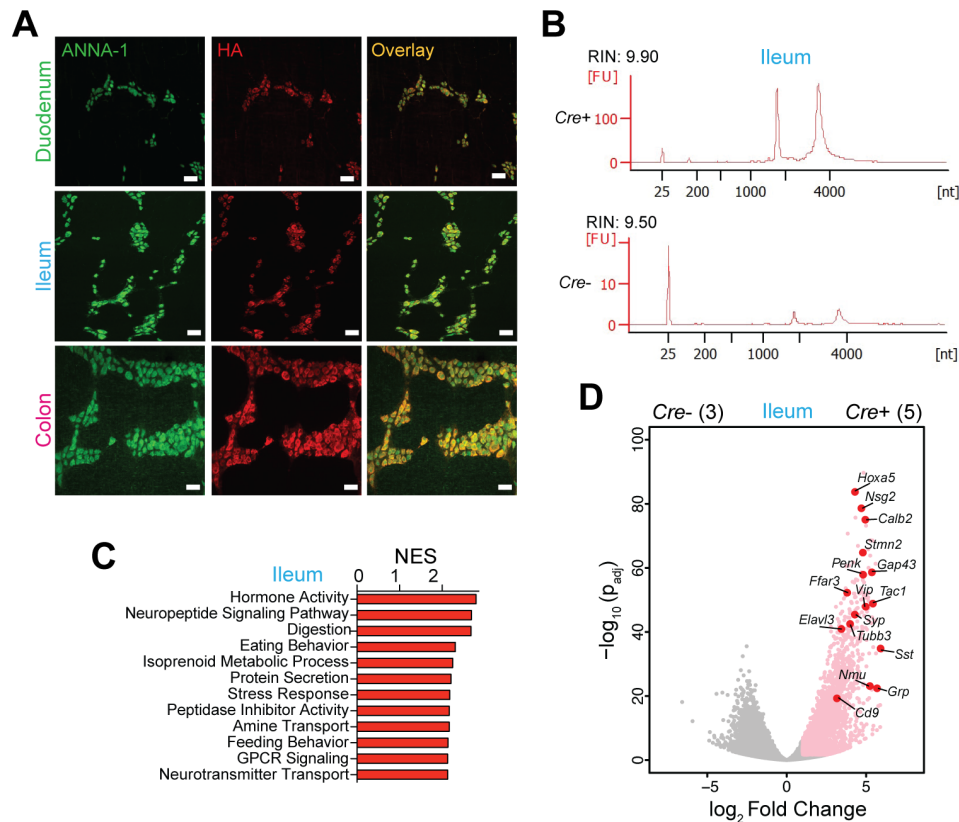 A
ANNA-1
HA
Overlay
Duodenum
Ileum
Colon
B
RIN: 9.90
Ileum
[FU]
Cre+
100
0
25
200
1000
4000
[nt]
RIN: 9.50
[FU]
Cre-
10
0
25
200
1000
4000
[nt]
C
NES
Ileum
0
1
2
Hormone Activity
Neuropeptide Signaling Pathway
Digestion
Eating Behavior
Isoprenoid Metabolic Process
Protein Secretion
Stress Response
Peptidase Inhibitor Activity
Amine Transport
Feeding Behavior
GPCR Signaling
Neurotransmitter Transport
D
Cre- (3)
Ileum
Cre+ (5)
−log10 (padj)
100
80
60
40
20
0
Hoxa5
Nsg2
Calb2
Stmn2
Penk
Gap43
Ffar3
Vip
Tac1
Elavl3
Syp
Tubb3
Sst
Nmu
Grp
Cd9
−5
0
5
log2 Fold Change